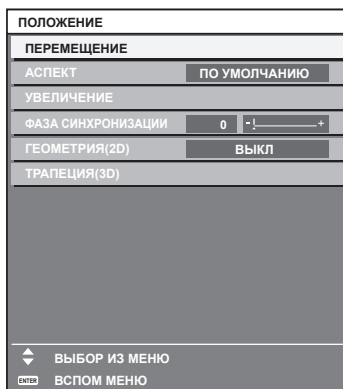 ПОЛОЖЕНИЕ
ПЕРЕМЕЩЕНИЕ
АСПЕКТ ПО УМОЛЧАНИЮ
УВЕЛИЧЕНИЕ
ФАЗА СИНХРОНИЗАЦИИ 0 - +
ГЕОМЕТРИЯ(2D) ВЫКЛ
ТРАПЕЦИЯ(3D)
ВЫБОР ИЗ МЕНЮ
ENTER ВСПОМ МЕНЮ